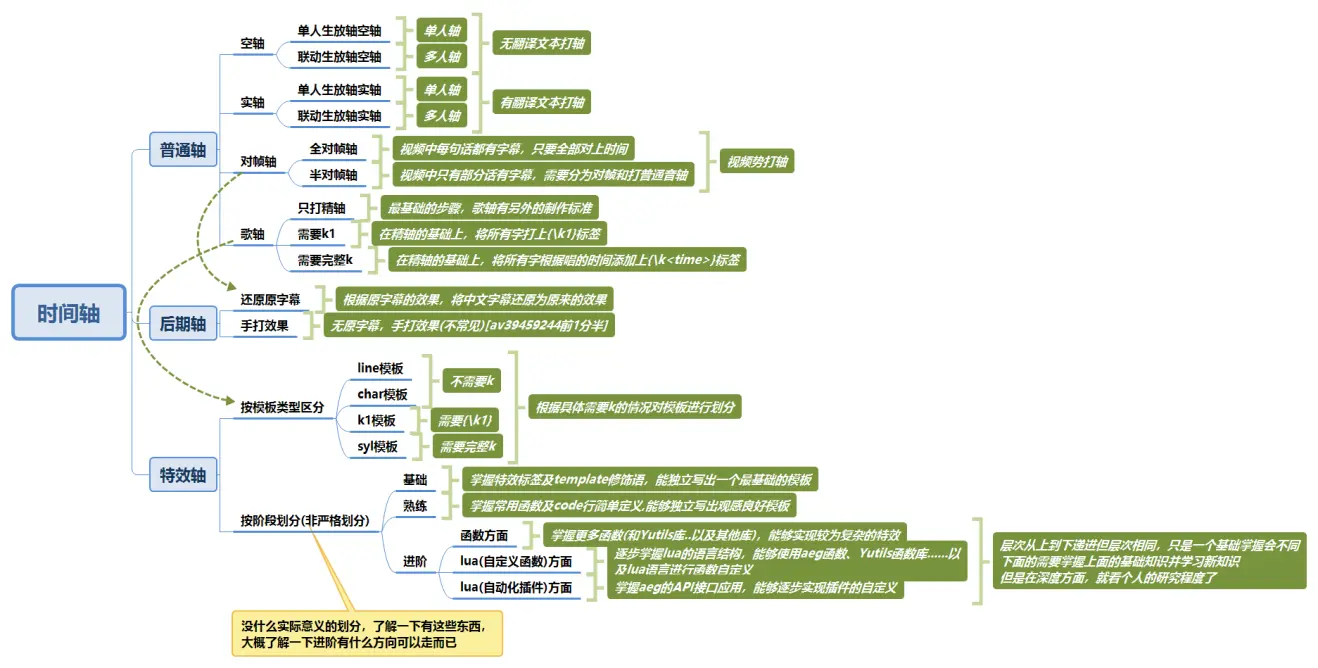 时间轴
普通轴
空轴
单人生放轴空轴
单人轴
联动生放轴空轴
多人轴
无翻译文本打轴
实轴
单人生放轴实轴
单人轴
联动生放轴实轴
多人轴
有翻译文本打轴
对帧轴
全对帧轴
视频中每句话都有字幕，只要全部对上时间
半对帧轴
视频中只有部分话有字幕，需要分为对帧和打普通音轴
视频势打轴
歌轴
只打精轴
最基础的步骤，歌轴有另外的制作标准
需要k1
在精轴的基础上，将所有字打上{\k1}标签
需要完整k
在精轴的基础上，将所有字根据唱的时间添加上{\k<time>}标签
后期轴
还原原字幕
根据原字幕的效果，将中文字幕还原为原来的效果
手打效果
无原字幕，手打效果(不常见)[av39459244前1分半]
特效轴
按模板类型区分
line模板
char模板
不需要k
k1模板
需要{\k1}
syl模板
需要完整k
根据具体需要k的情况对模板进行划分
按阶段划分(非严格划分)
基础
掌握特效标签及template修饰语，能独立写出一个最基础的模板
熟练
掌握常用函数及code行简单定义,能够独立写出观感良好模板
进阶
函数方面
掌握更多函数(和Yutils库..以及其他库)，能够实现较为复杂的特效
lua(自定义函数)方面
逐步掌握lua的语言结构，能够使用aeg函数、Yutils函数库......以
及lua语言进行函数自定义
lua(自动化插件)方面
掌握aeg的API接口应用，能够逐步实现插件的自定义
层次从上到下递进但层次相同，只是一个基础掌握会不同
下面的需要掌握上面的基础知识并学习新知识
但是在深度方面，就看个人的研究程度了
没什么实际意义的划分，了解一下有这些东西，
大概了解一下进阶有什么方向可以走而已